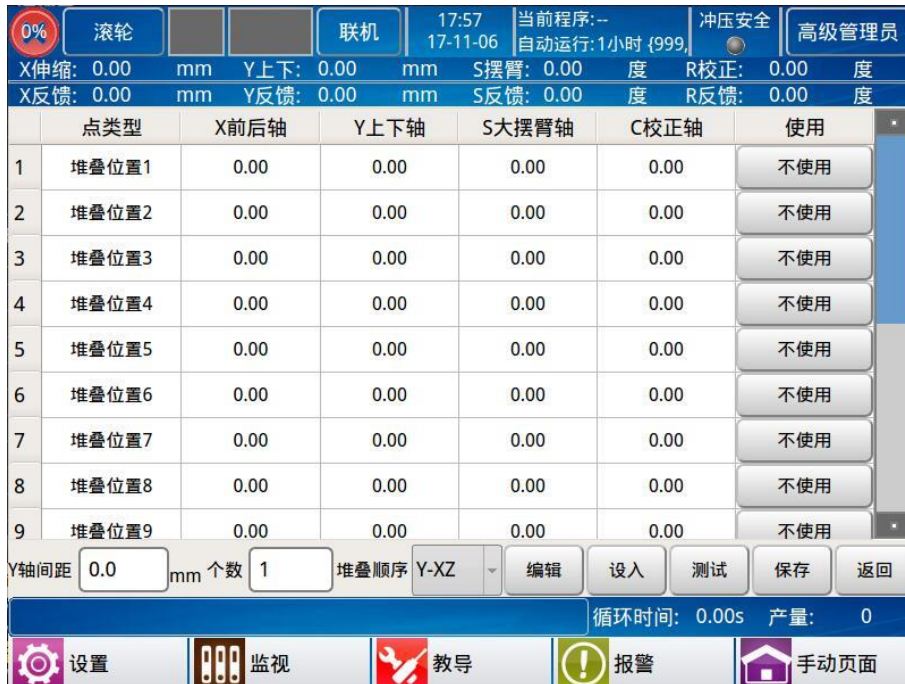 0% 滚轮 联机 17:57 当前程序:-- 冲压安全 高级管理员
17-11-06 自动运行:1小时 {999,
X伸缩: 0.00 mm Y上下: 0.00 mm S摆臂: 0.00 度 R校正: 0.00 度
X反馈: 0.00 mm Y反馈: 0.00 mm S反馈: 0.00 度 R反馈: 0.00 度
点类型 X前后轴 Y上下轴 S大摆臂轴 C校正轴 使用
1 堆叠位置1 0.00 0.00 0.00 0.00 不使用
2 堆叠位置2 0.00 0.00 0.00 0.00 不使用
3 堆叠位置3 0.00 0.00 0.00 0.00 不使用
4 堆叠位置4 0.00 0.00 0.00 0.00 不使用
5 堆叠位置5 0.00 0.00 0.00 0.00 不使用
6 堆叠位置6 0.00 0.00 0.00 0.00 不使用
7 堆叠位置7 0.00 0.00 0.00 0.00 不使用
8 堆叠位置8 0.00 0.00 0.00 0.00 不使用
9 堆叠位置9 0.00 0.00 0.00 0.00 不使用
Y轴间距 0.0 mm 个数 1 堆叠顺序 Y-XZ 编辑 设入 测试 保存 返回
循环时间: 0.00s 产量: 0
设置 监视 教导 报警 手动页面